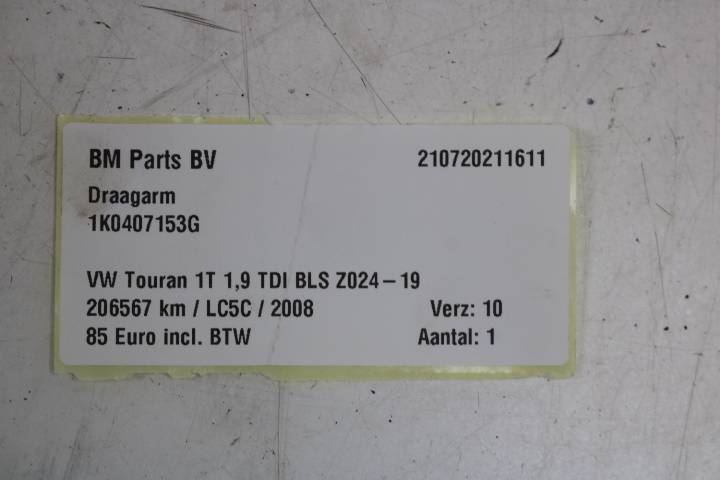 BM Parts BV 210720211611
Draagarm
1K0407153G
VW Touran 1T 1,9 TDI BLS Z024-19
206567 km / LC5C / 2008 Verz: 10
85 Euro incl. BTW Aantal: 1